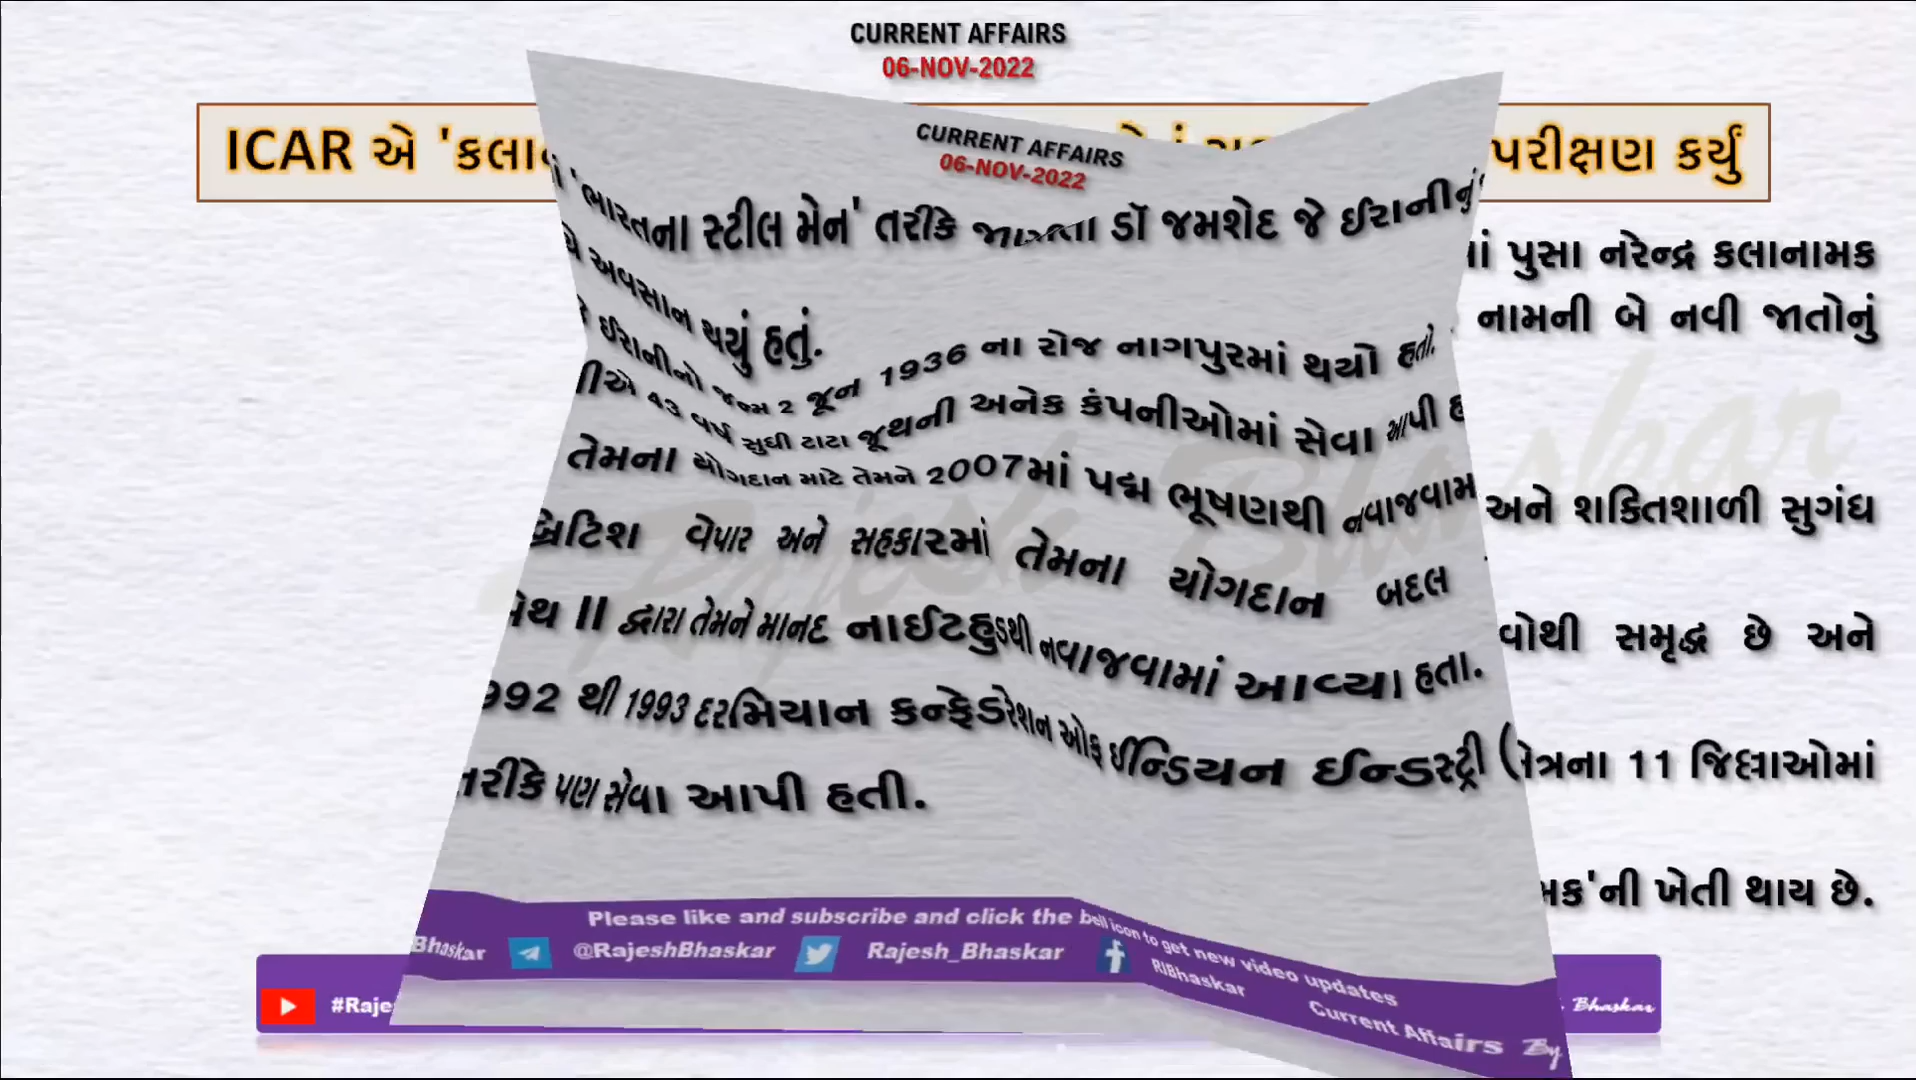 CURRENT AFFAIRS
06-NOV-2022
ICAR એ 'કલા
પરીક્ષણ કર્યું
CURRENT AFFAIRS
06-NOV-2022
'ભારતના સ્ટીલ મેન' તરીકે જાણીતા ડૉ જમશેદ જે ઈરાનીનું
અવસાન થયું હતું.
ઈરાનીનો જન્મ 2 જૂન 1936 ના રોજ નાગપુરમાં થયો હતો.
43 વર્ષ સુધી ટાટા જૂથની અનેક કંપનીઓમાં સેવા આપી
તેમના યોગદાન માટે તેમને 2007માં પદ્મ ભૂષણથી નવાજવામ
બ્રિટિશ વેપાર અને સહકારમાં તેમના યોગદાન બદલ
II દ્વારા તેમને માનદ નાઈટહુડથી નવાજવામાં આવ્યા હતા.
992 થી 1993 દરમિયાન કન્ફેડરેશન ઓફ ઈન્ડિયન ઈન્ડસ્ટ્રી (
તરીકે પણ સેવા આપી હતી.
પુસા નરેન્દ્ર કલાનામક
નામની બે નવી જાતોનું
અને શક્તિશાળી સુગંધ
સમૃદ્ધ છે અને
11 જિલ્લાઓમાં
ની ખેતી થાય છે.
Rajesh Bhaskar
Please like and subscribe and click the bell icon to get new video updates
Bhaskar @RajeshBhaskar Rajesh_Bhaskar RJBhaskar Current Affairs By
#Raje
Bhaskar